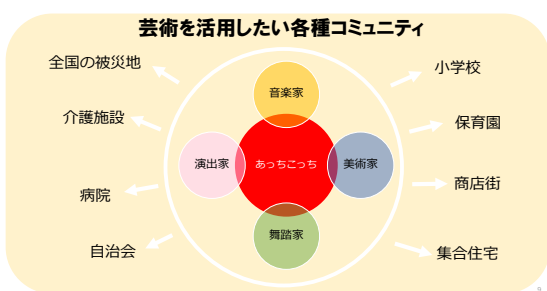 芸術を活用したい各種コミュニティ
全国の被災地
小学校
音楽家
介護施設
保育園
演出家
あっちこっち
美術家
病院
商店街
舞踏家
自治会
集合住宅